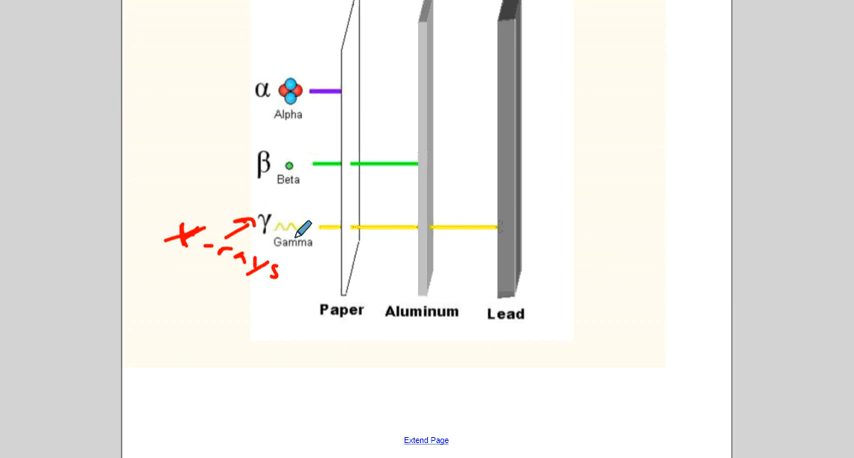 α
Alpha
β
Beta
γ
Gamma
x-rays
Paper Aluminum Lead
Extend Page